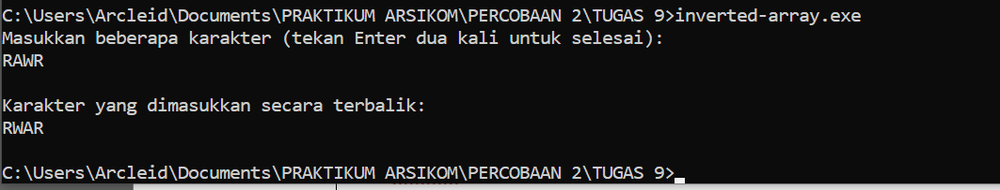 C:\Users\Arcleid\Documents\PRAKTIKUM ARSIKOM\PERCOBAAN 2\TUGAS 9>inverted-array.exe
Masukkan beberapa karakter (tekan Enter dua kali untuk selesai):
RAWR
Karakter yang dimasukkan secara terbalik:
RWAR
C:\Users\Arcleid\Documents\PRAKTIKUM ARSIKOM\PERCOBAAN 2\TUGAS 9>